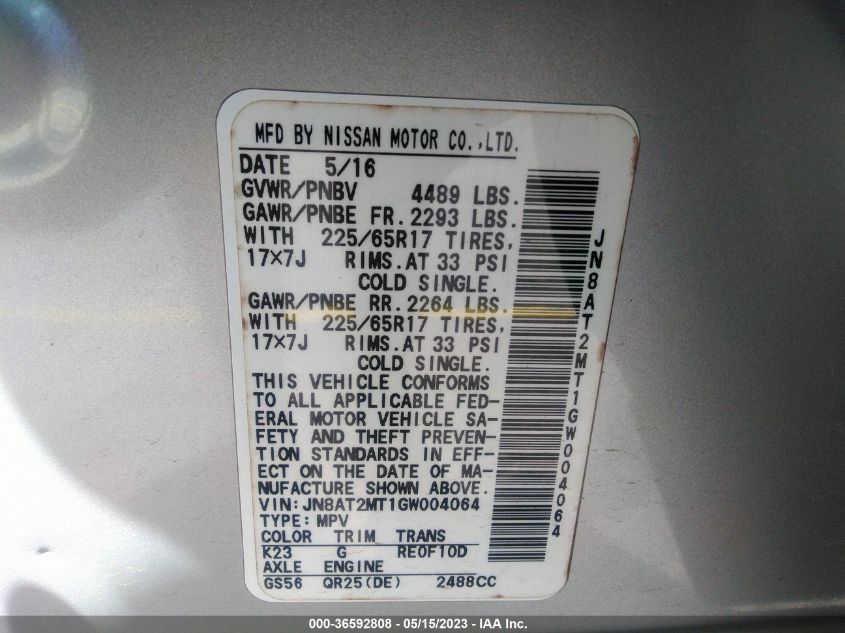 MFD BY NISSAN MOTOR CO.,LTD.
DATE 5/16
GVWR/PNBV 4489 LBS.
GAWR/PNBE FR. 2293 LBS.
WITH 225/65R17 TIRES,
17×7J RIMS.AT 33 PSI
COLD SINGLE.
GAWR/PNBE RR. 2264 LBS.
WITH 225/65R17 TIRES,
17×7J RIMS.AT 33 PSI
COLD SINGLE.
THIS VEHICLE CONFORMS
TO ALL APPLICABLE FED-
ERAL MOTOR VEHICLE SA-
FETY AND THEFT PREVEN-
TION STANDARDS IN EFF-
ECT ON THE DATE OF MA-
NUFACTURE SHOWN ABOVE.
VIN:JN8AT2MT1GW004064
TYPE:MPV
COLOR TRIM TRANS
K23 G RE0F10D
AXLE ENGINE
GS56 QR25(DE) 2488CC
JN8AT2MT1GW004064
000-36592808 - 05/15/2023 - IAA Inc.